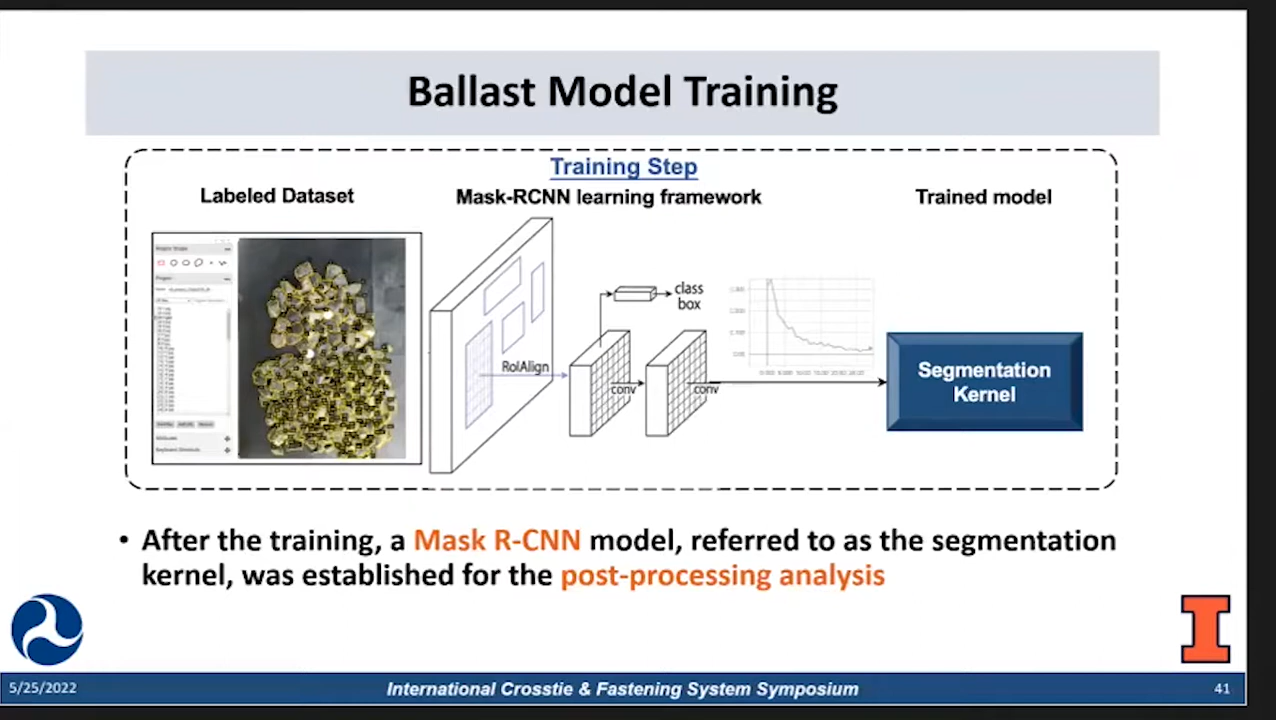 Ballast Model Training
Training Step
Labeled Dataset
Mask-RCNN learning framework
Trained model
class
box
RoIAlign
conv
conv
Segmentation
Kernel
• After the training, a Mask R-CNN model, referred to as the segmentation
kernel, was established for the post-processing analysis
5/25/2022
International Crosstie & Fastening System Symposium
41